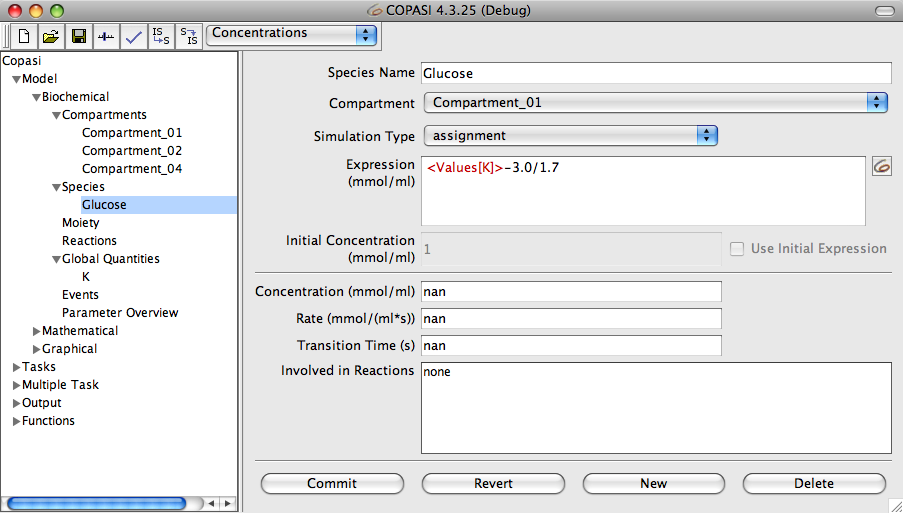 COPASI 4.3.25 (Debug)
IS S Concentrations
S IS
Copasi
Model
Biochemical
Compartments
Compartment_01
Compartment_02
Compartment_04
Species
Glucose
Moiety
Reactions
Global Quantities
K
Events
Parameter Overview
Mathematical
Graphical
Tasks
Multiple Task
Output
Functions
Species Name Glucose
Compartment Compartment_01
Simulation Type assignment
Expression <Values[K]>-3.0/1.7
(mmol/ml)
Initial Concentration
(mmol/ml) 1 Use Initial Expression
Concentration (mmol/ml) nan
Rate (mmol/(ml*s)) nan
Transition Time (s) nan
Involved in Reactions none
Commit Revert New Delete